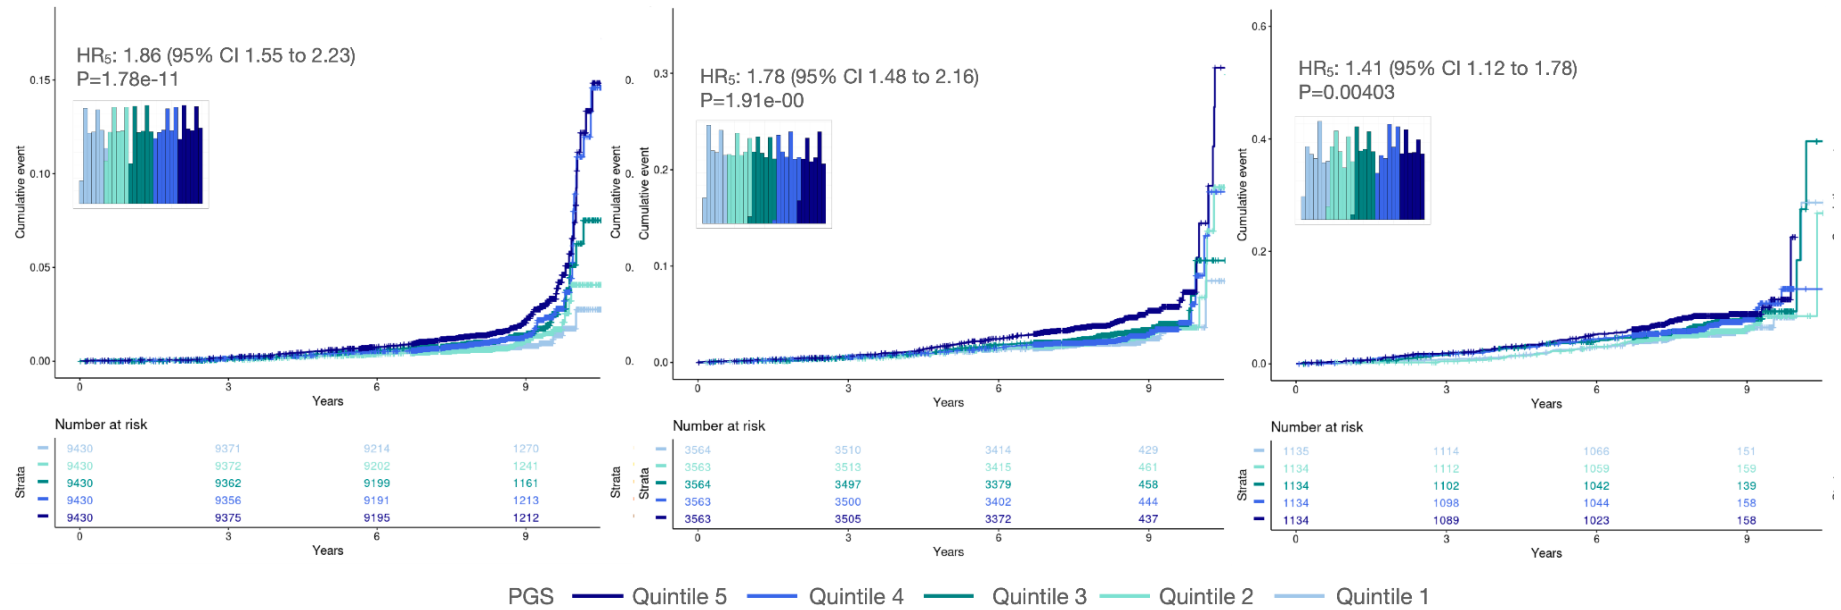 HR₅: 1.86 (95% CI 1.55 to 2.23)
P=1.78e-11
Cumulative event
0.15
0.10
0.05
0.00
0 3 6 9
Years
Number at risk
Strata
9430 9371 9214 1270
9430 9372 9202 1241
9430 9362 9199 1161
9430 9356 9191 1213
9430 9375 9195 1212
0 3 6 9
Years
0.
0.
0.
0.
Cumulative event
Strata
HR₅: 1.78 (95% CI 1.48 to 2.16)
P=1.91e-00
Cumulative event
0.3
0.2
0.1
0.0
0 3 6 9
Years
Number at risk
Strata
3564 3510 3414 429
3563 3513 3415 461
3564 3497 3379 458
3563 3500 3402 444
3563 3505 3372 437
0 3 6 9
Years
HR₅: 1.41 (95% CI 1.12 to 1.78)
P=0.00403
Cumulative event
0.6
0.4
0.2
0.0
0 3 6 9
Years
Number at risk
Strata
1135 1114 1066 151
1134 1112 1059 159
1134 1102 1042 139
1134 1098 1044 158
1134 1089 1023 158
0 3 6 9
Years
PGS Quintile 5 Quintile 4 Quintile 3 Quintile 2 Quintile 1